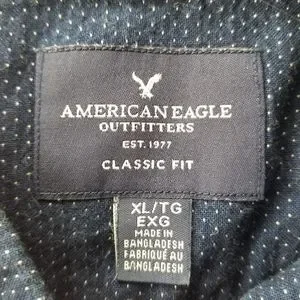 AMERICAN EAGLE
OUTFITTERS
EST. 1977
CLASSIC FIT
XL/TG
EXG
MADE IN
BANGLADESH
FABRIQUÉ AU
BANGLADESH